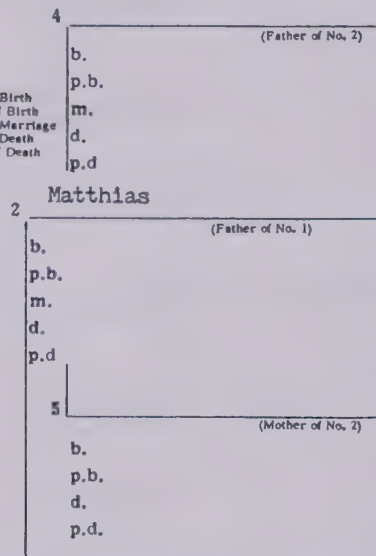 4
(Father of No. 2)
b.
p.b.
Birth
Birth
m.
Marriage
Death
d.
Death
p.d
Matthias
2
(Father of No. 1)
b.
p.b.
m.
d.
p.d
5
(Mother of No. 2)
b.
p.b.
d.
p.d.